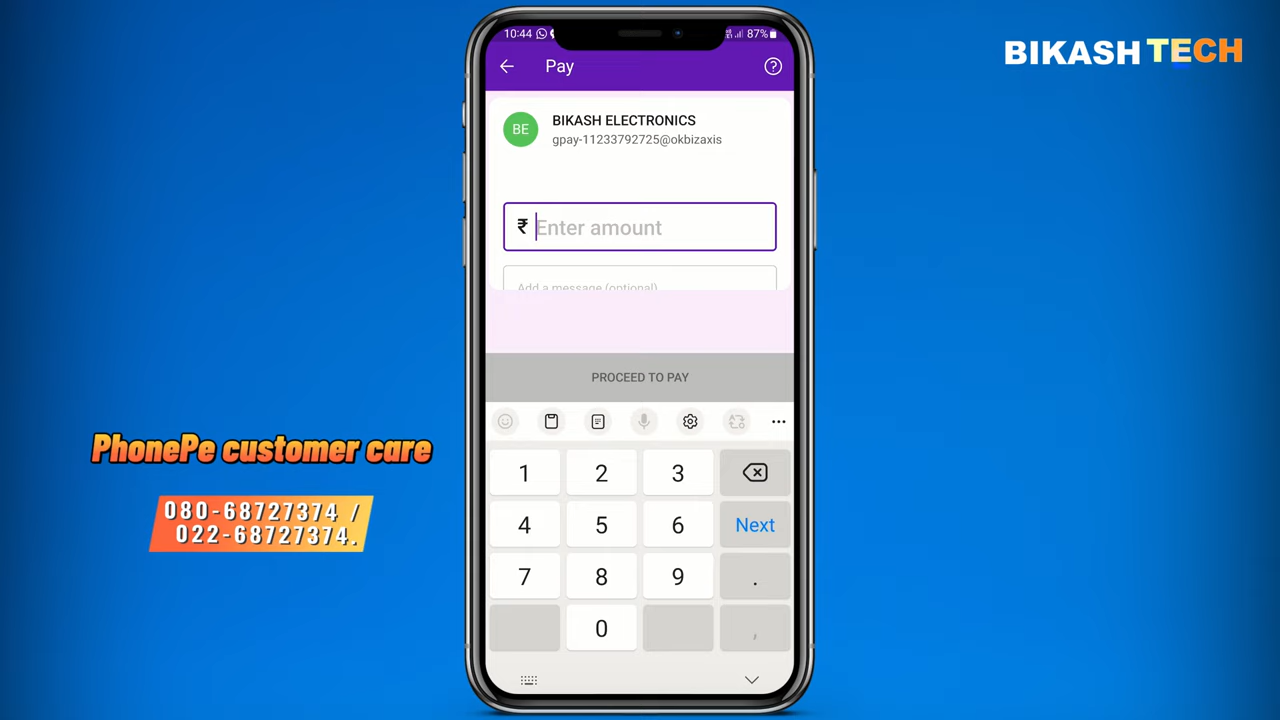 BIKASH TECH
10:44
87%
Pay
BE
BIKASH ELECTRONICS
gpay-11233792725@okbizaxis
₹ Enter amount
Add a message (optional)
PROCEED TO PAY
1 2 3
4 5 6 Next
7 8 9 .
0 ,
PhonePe customer care
080-68727374 /
022-68727374.